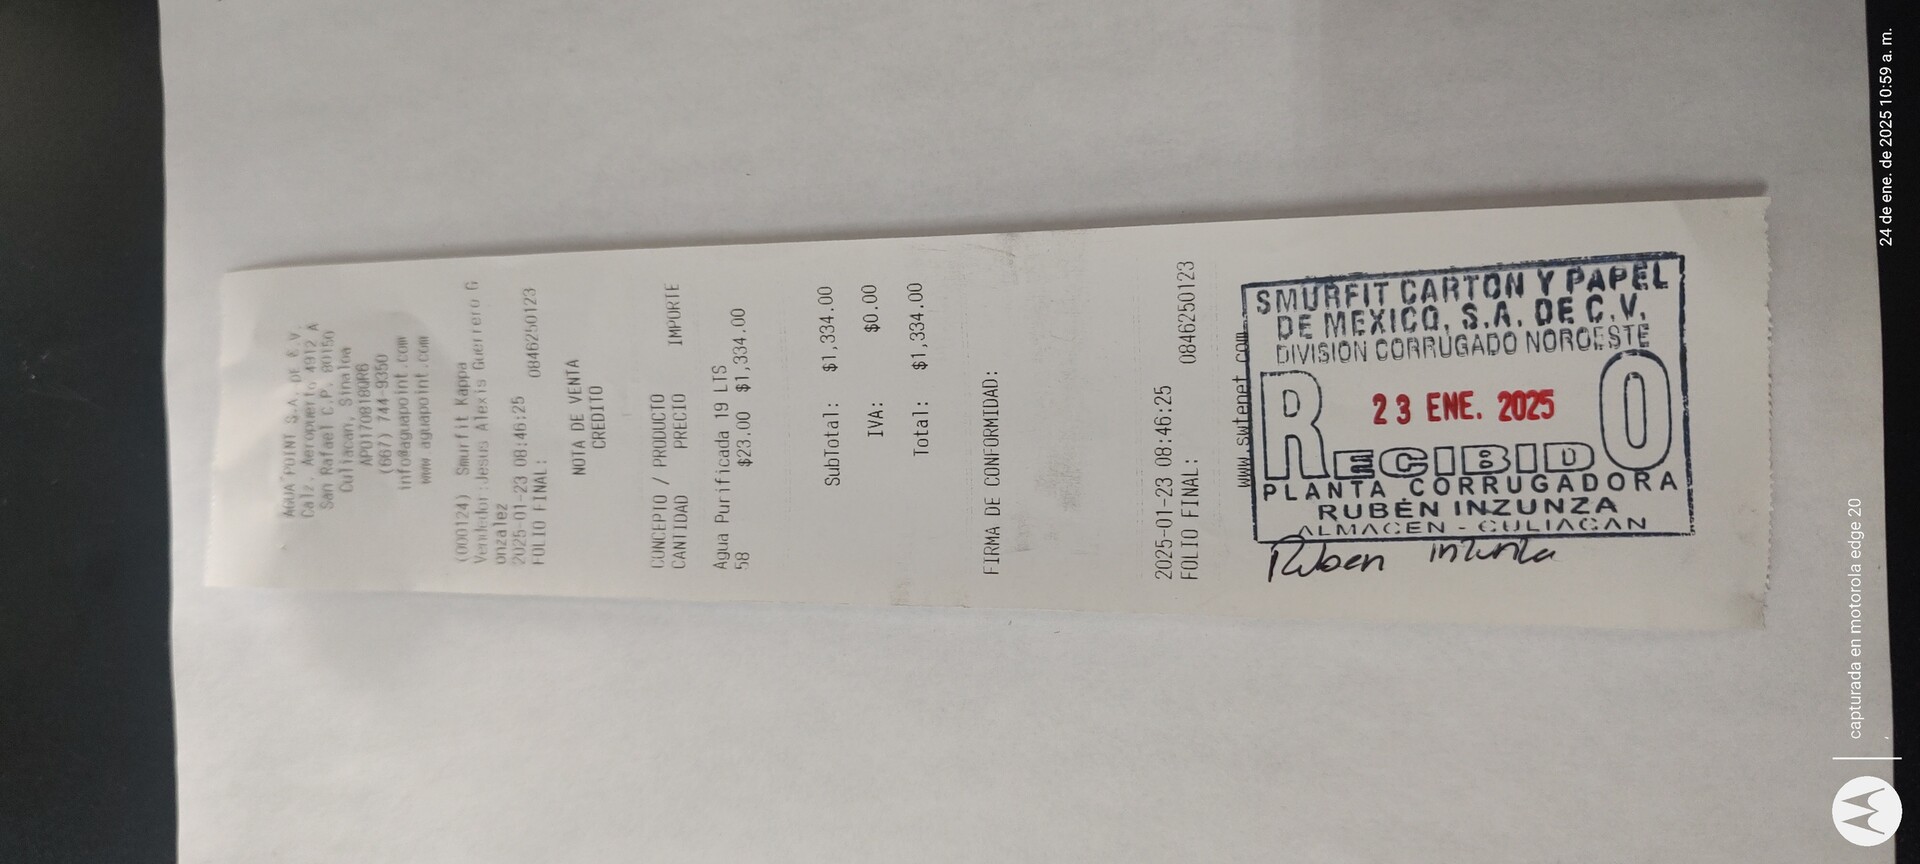 AGUA POINT S.A. DE C.V.
Calz. Aeropuerto 4912 A
San Rafael C.P. 80150
Culiacan, Sinaloa
APO170818QR6
(667) 744-9350
info@aguapoint.com
www.aguapoint.com
(000124) Smurfit Kappa
Vendedor:Jesus Alexis Guerrero G
onzalez
2025-01-23 08:46:25
FOLIO FINAL: 0846250123
NOTA DE VENTA
CREDITO
CONCEPTO / PRODUCTO
CANTIDAD PRECIO IMPORTE
Agua Purificada 19 LTS
58 $23.00 $1,334.00
SubTotal: $1,334.00
IVA: $0.00
Total: $1,334.00
FIRMA DE CONFORMIDAD:
2025-01-23 08:46:25
FOLIO FINAL: 0846250123
www.swtenet.com
SMURFIT CARTON Y PAPEL
DE MEXICO, S.A. DE C.V.
DIVISION CORRUGADO NOROESTE
23 ENE. 2025
RECIBIDO
PLANTA CORRUGADORA
RUBÉN INZUNZA
ALMACEN - CULIACAN
Ruben inzunza
24 de ene. de 2025 10:59 a. m.
capturada en motorola edge 20